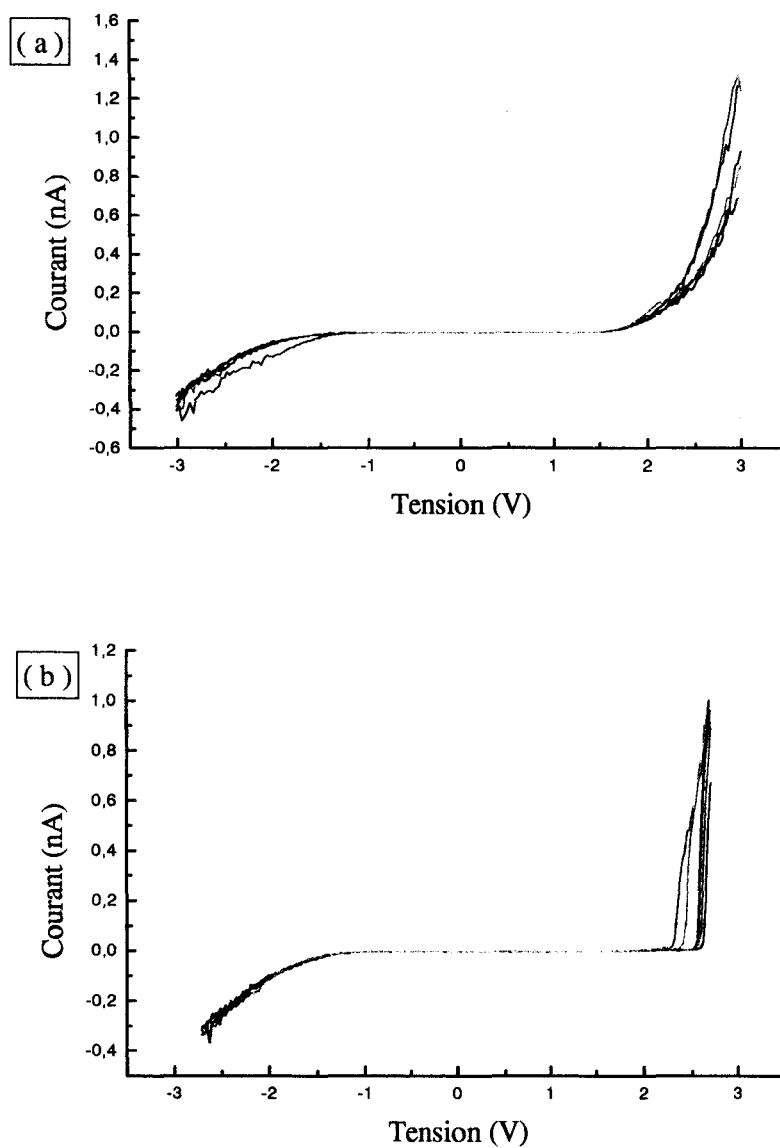 ( a )
1,6
1,4
1,2
1,0
0,8
0,6
0,4
0,2
0,0
-0,2
-0,4
-0,6
Courant (nA)
-3 -2 -1 0 1 2 3
Tension (V)
( b )
1,2
1,0
0,8
0,6
0,4
0,2
0,0
-0,2
-0,4
Courant (nA)
-3 -2 -1 0 1 2 3
Tension (V)